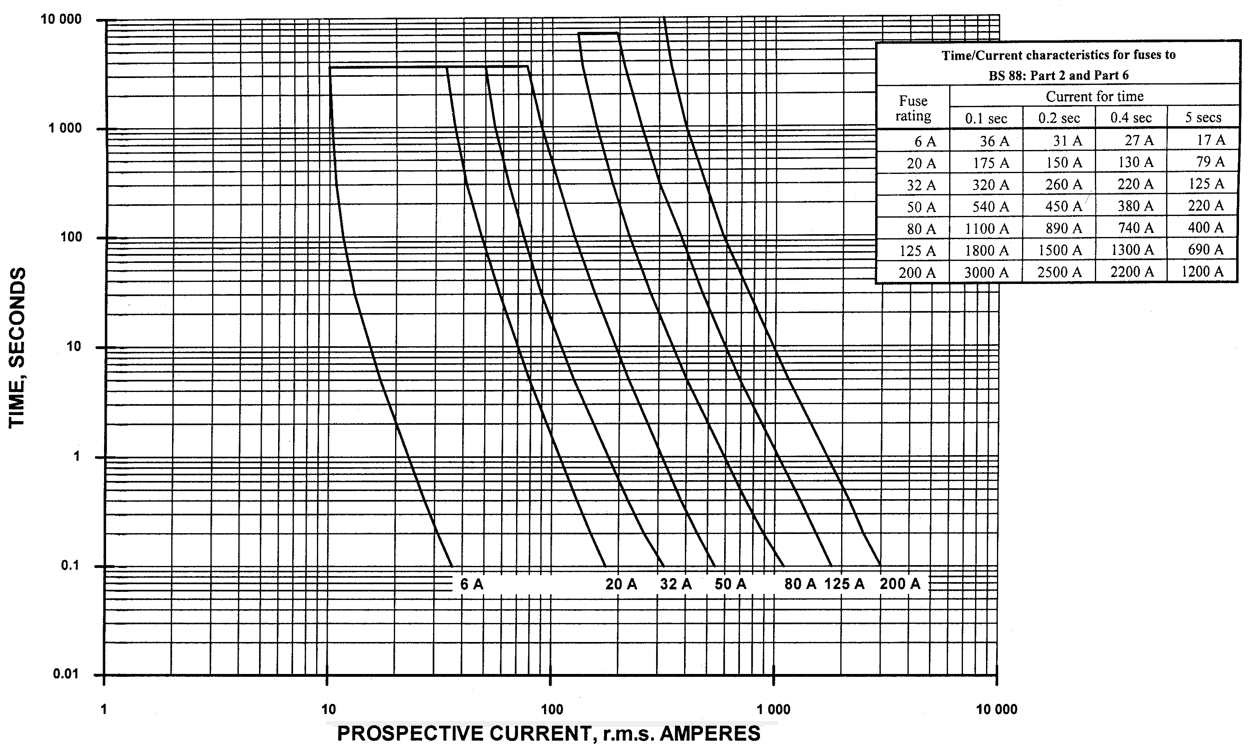 10 000
1 000
100
10
1
0.1
0.01
TIME, SECONDS
Time/Current characteristics for fuses to
BS 88: Part 2 and Part 6
Fuse rating
Current for time
0.1 sec 0.2 sec 0.4 sec 5 secs
6 A 36 A 31 A 27 A 17 A
20 A 175 A 150 A 130 A 79 A
32 A 320 A 260 A 220 A 125 A
50 A 540 A 450 A 380 A 220 A
80 A 1100 A 890 A 740 A 400 A
125 A 1800 A 1500 A 1300 A 690 A
200 A 3000 A 2500 A 2200 A 1200 A
6 A 20 A 32 A 50 A 80 A 125 A 200 A
1 10 100 1 000 10 000
PROSPECTIVE CURRENT, r.m.s. AMPERES